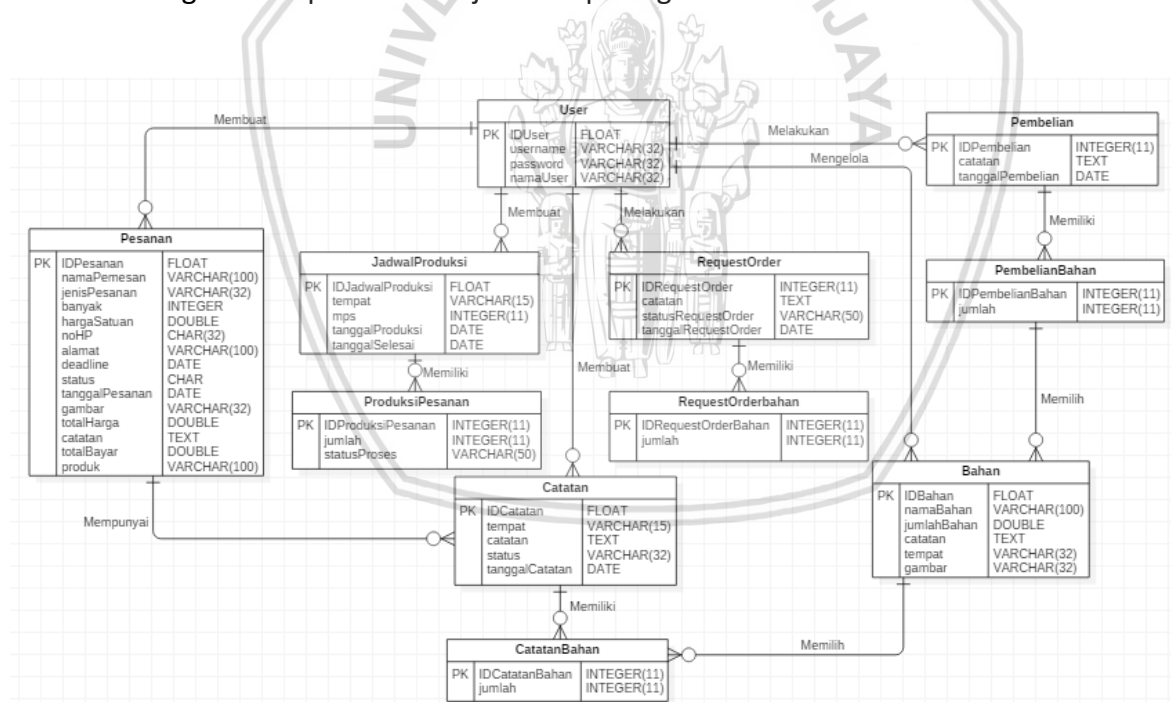 UNIVE
IJAYA
Membuat
User
PK IDUser FLOAT
username VARCHAR(32)
password VARCHAR(32)
namaUser VARCHAR(32)
Melakukan
Mengelola
Pembelian
PK IDPembelian INTEGER(11)
catatan TEXT
tanggalPembelian DATE
Membuat
Melakukan
Memiliki
Pesanan
PK IDPesanan FLOAT
namaPemesan VARCHAR(100)
jenisPesanan VARCHAR(32)
banyak INTEGER
hargaSatuan DOUBLE
noHP CHAR(32)
alamat VARCHAR(100)
deadline DATE
status CHAR
tanggalPesanan DATE
gambar VARCHAR(32)
totalHarga DOUBLE
catatan TEXT
totalBayar DOUBLE
produk VARCHAR(100)
JadwalProduksi
PK IDJadwalProduksi FLOAT
tempat VARCHAR(15)
mps INTEGER(11)
tanggalProduksi DATE
tanggalSelesai DATE
RequestOrder
PK IDRequestOrder INTEGER(11)
catatan TEXT
statusRequestOrder VARCHAR(50)
tanggalRequestOrder DATE
PembelianBahan
PK IDPembelianBahan INTEGER(11)
jumlah INTEGER(11)
Memiliki
Membuat
Memiliki
Memilih
ProduksiPesanan
PK IDProduksiPesanan INTEGER(11)
jumlah INTEGER(11)
statusProses VARCHAR(50)
RequestOrderbahan
PK IDRequestOrderBahan INTEGER(11)
jumlah INTEGER(11)
Bahan
PK IDBahan FLOAT
namaBahan VARCHAR(100)
jumlahBahan DOUBLE
catatan TEXT
tempat VARCHAR(32)
gambar VARCHAR(32)
Mempunyai
Catatan
PK IDCatatan FLOAT
tempat VARCHAR(15)
catatan TEXT
status VARCHAR(32)
tanggalCatatan DATE
Memiliki
Memilih
CatatanBahan
PK IDCatatanBahan INTEGER(11)
jumlah INTEGER(11)